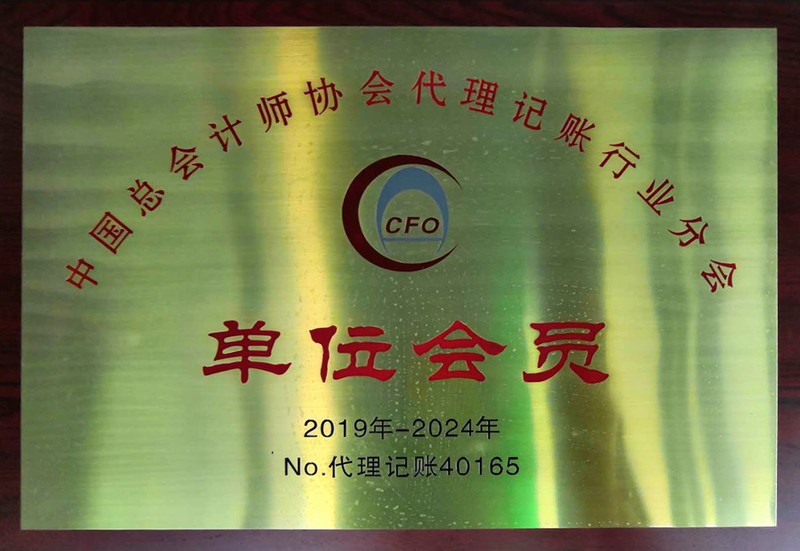 中国总会计师协会代理记账行业分会
CFO
单位会员
2019年-2024年
No.代理记账40165